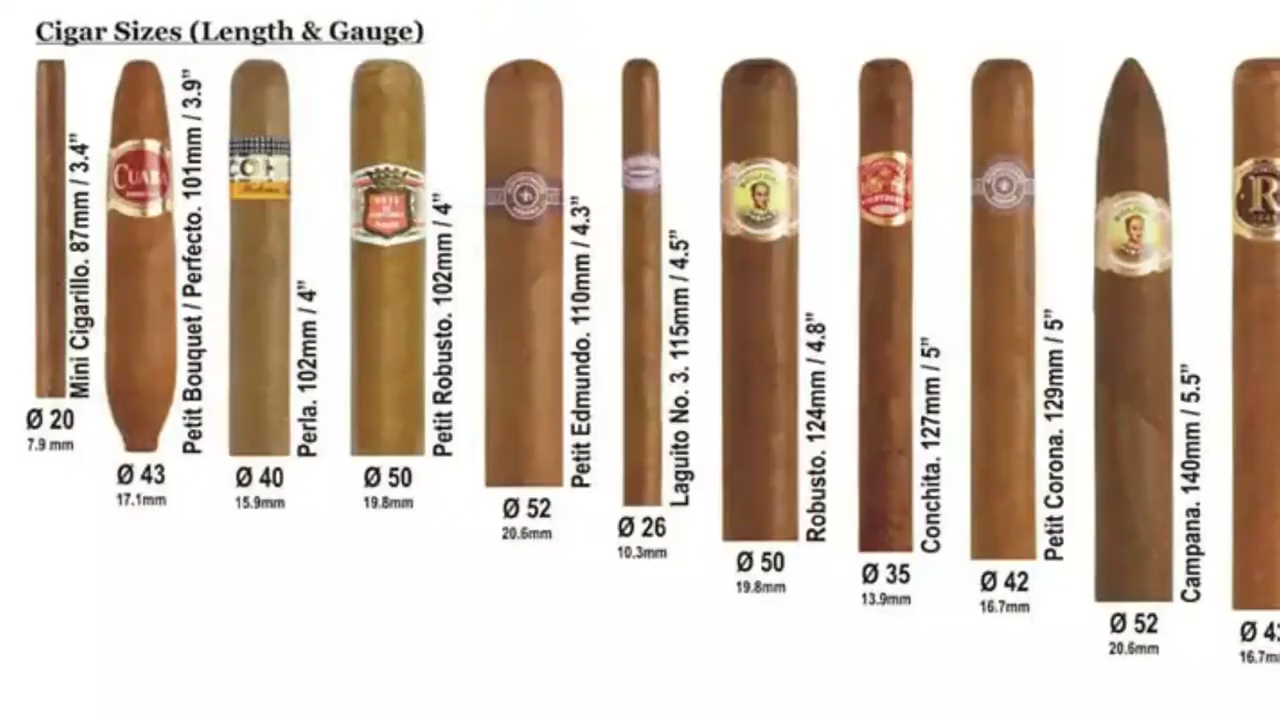 Cigar Sizes (Length & Gauge)
Mini Cigarillo. 87mm / 3.4”
Ø 20
7.9 mm
CUABA
Petit Bouquet / Perfecto. 101mm / 3.9”
Ø 43
17.1mm
Perla. 102mm / 4”
Ø 40
15.9mm
Petit Robusto. 102mm / 4”
Ø 50
19.8mm
Petit Edmundo. 110mm / 4.3”
Ø 52
20.6mm
Laguito No. 3. 115mm / 4.5”
Ø 26
10.3mm
Robusto. 124mm / 4.8”
Ø 50
19.8mm
Conchita. 127mm / 5”
Ø 35
13.9mm
Petit Corona. 129mm / 5”
Ø 42
16.7mm
Campana. 140mm / 5.5”
Ø 52
20.6mm
R
Ø 4
16.7m